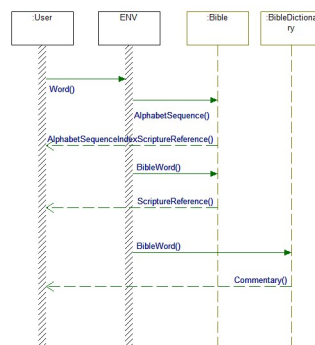 :User
ENV
:Bible
:BibleDictiona
ry
Word()
AlphabetSequence()
AlphabetSequenceIndexScriptureReference()
BibleWord()
ScriptureReference()
BibleWord()
Commentary()